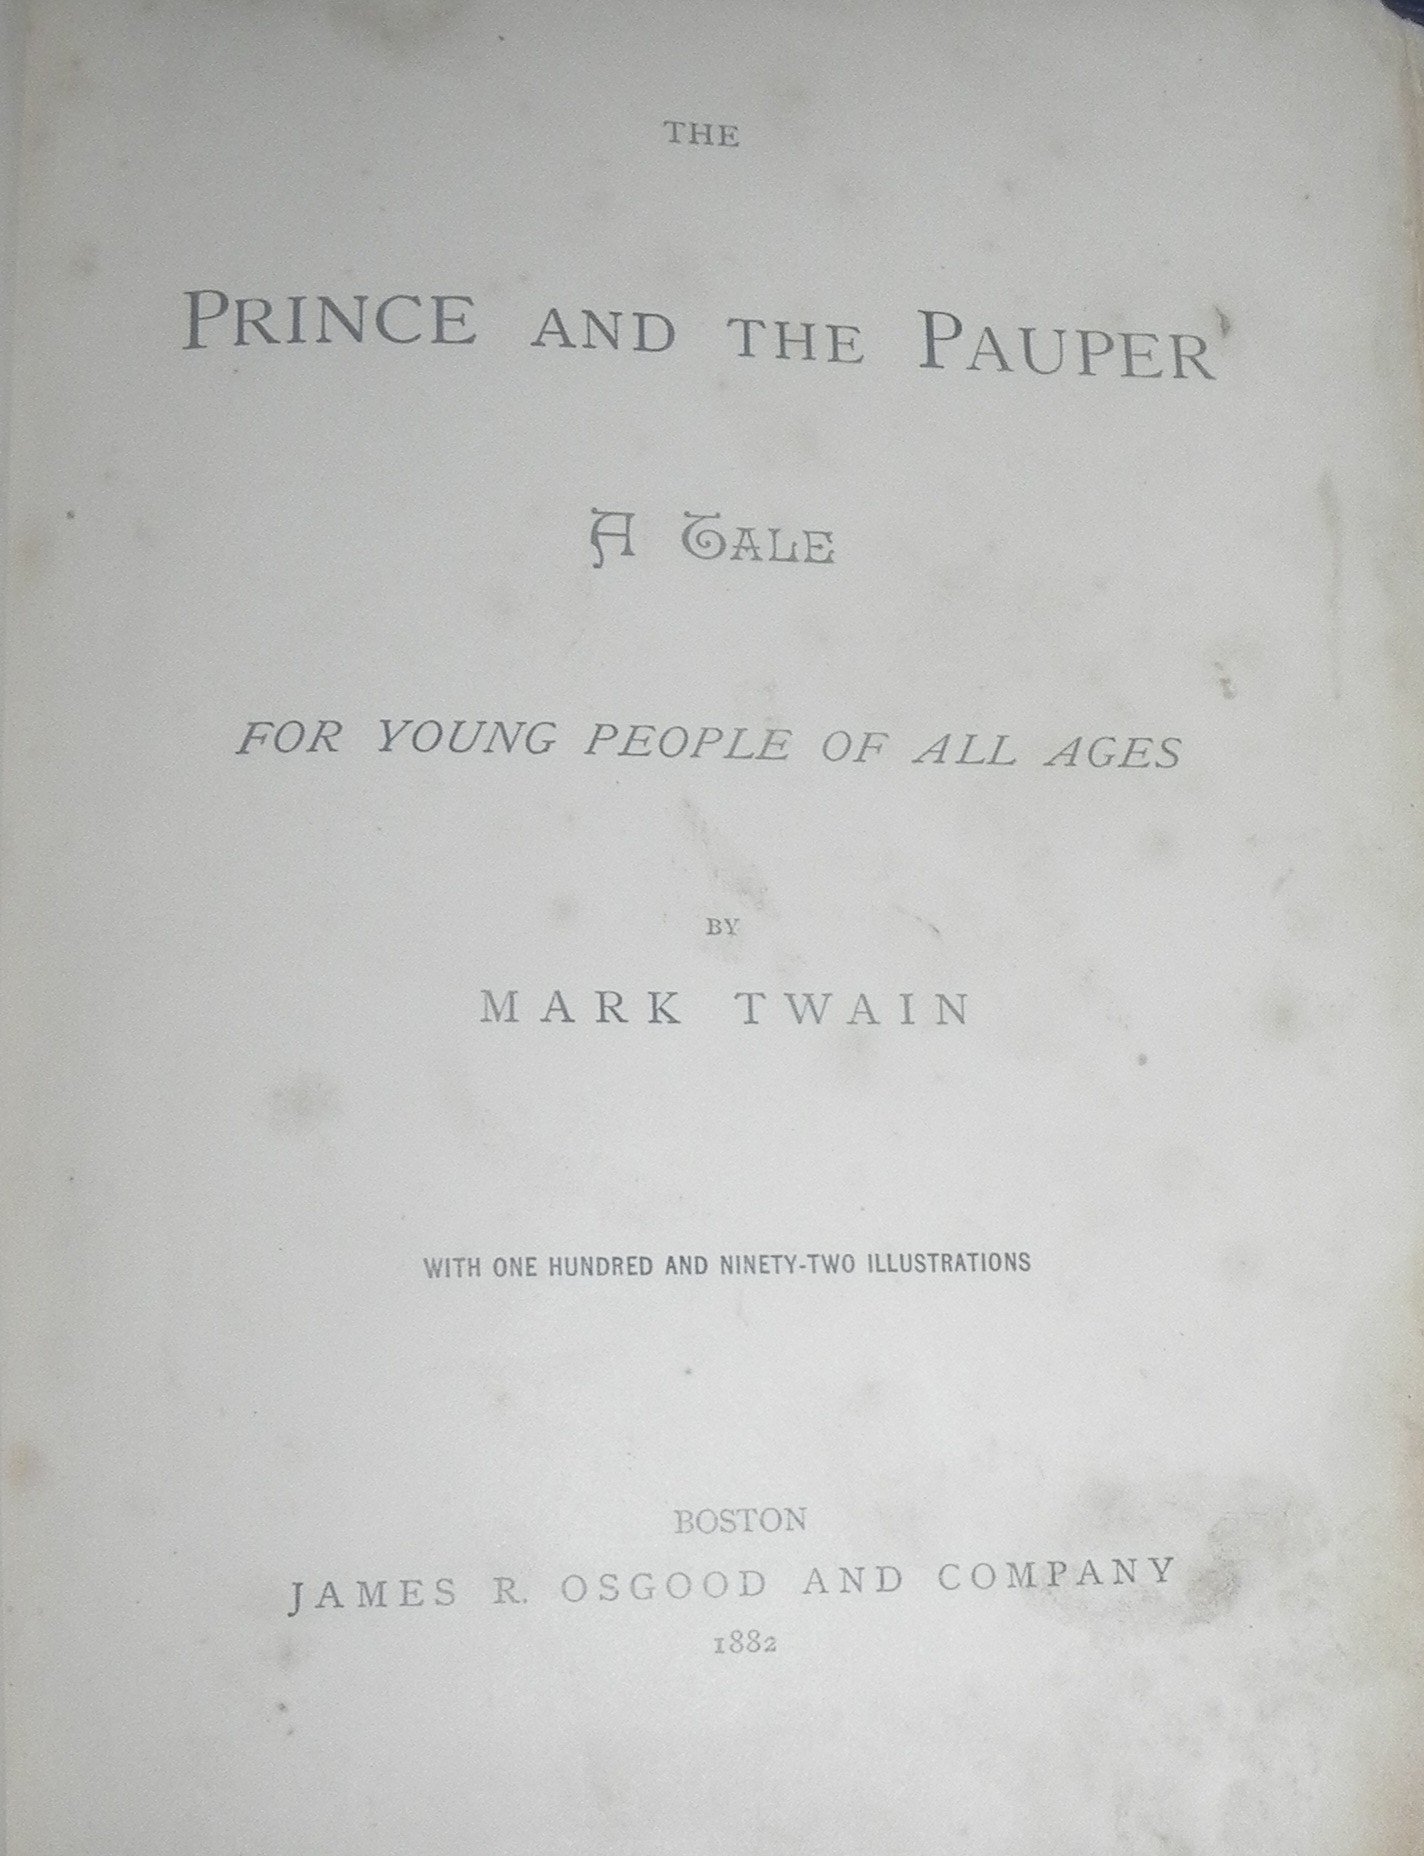 THE
PRINCE AND THE PAUPER
A TALE
FOR YOUNG PEOPLE OF ALL AGES
BY
MARK TWAIN
WITH ONE HUNDRED AND NINETY-TWO ILLUSTRATIONS
BOSTON
JAMES R. OSGOOD AND COMPANY
1882